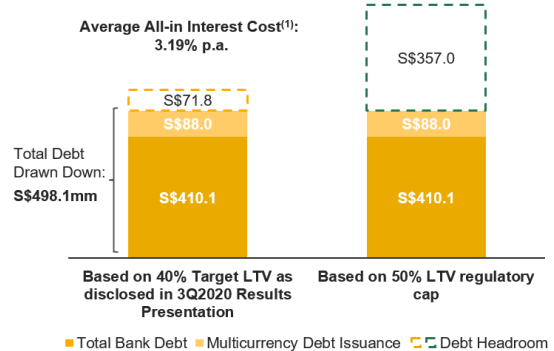 Average All-in Interest Cost(1):
3.19% p.a.
S$357.0
S$71.8
S$88.0
S$88.0
Total Debt
Drawn Down:
S$498.1mm
S$410.1
S$410.1
Based on 40% Target LTV as
disclosed in 3Q2020 Results
Presentation
Based on 50% LTV regulatory
cap
Total Bank Debt
Multicurrency Debt Issuance
Debt Headroom